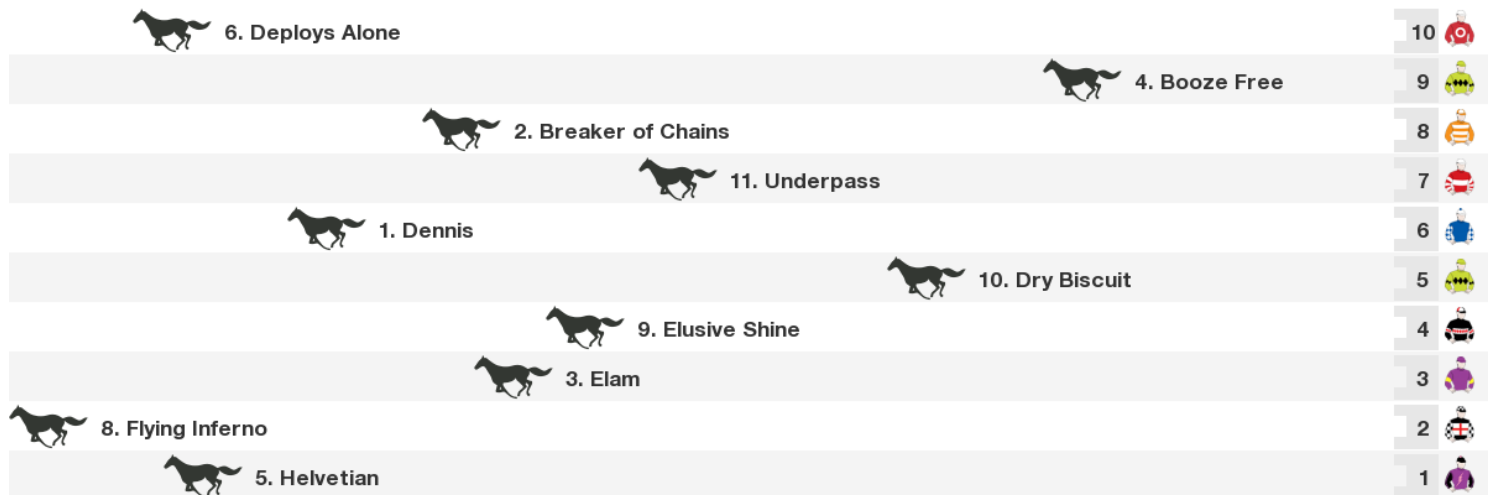 6. Deploys Alone 10
4. Booze Free 9
2. Breaker of Chains 8
11. Underpass 7
1. Dennis 6
10. Dry Biscuit 5
9. Elusive Shine 4
3. Elam 3
8. Flying Inferno 2
5. Helvetian 1